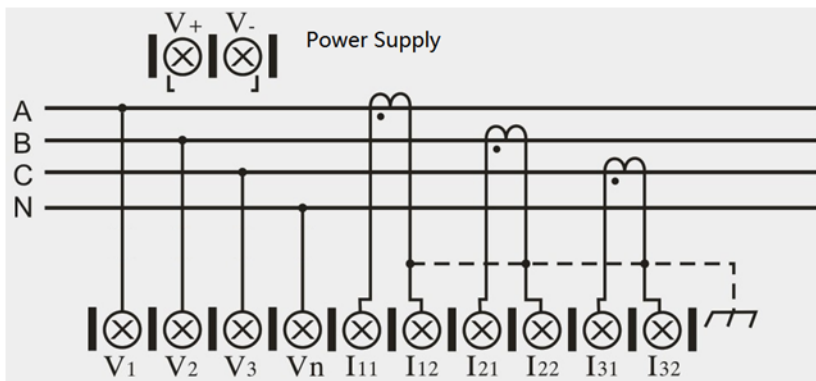 V+ V-
Power Supply
A
B
C
N
V1 V2 V3 Vn I11 I12 I21 I22 I31 I32